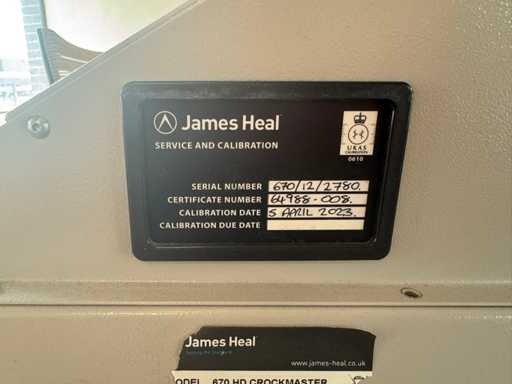 James Heal
SERVICE AND CALIBRATION
UKAS
CALIBRATION
0610
SERIAL NUMBER 670/12/2780.
CERTIFICATE NUMBER 64988-008.
CALIBRATION DATE 5 APRIL 2023.
CALIBRATION DUE DATE
James Heal
www.james-heal.co.uk
ODEL 670 HD CROCKMASTER